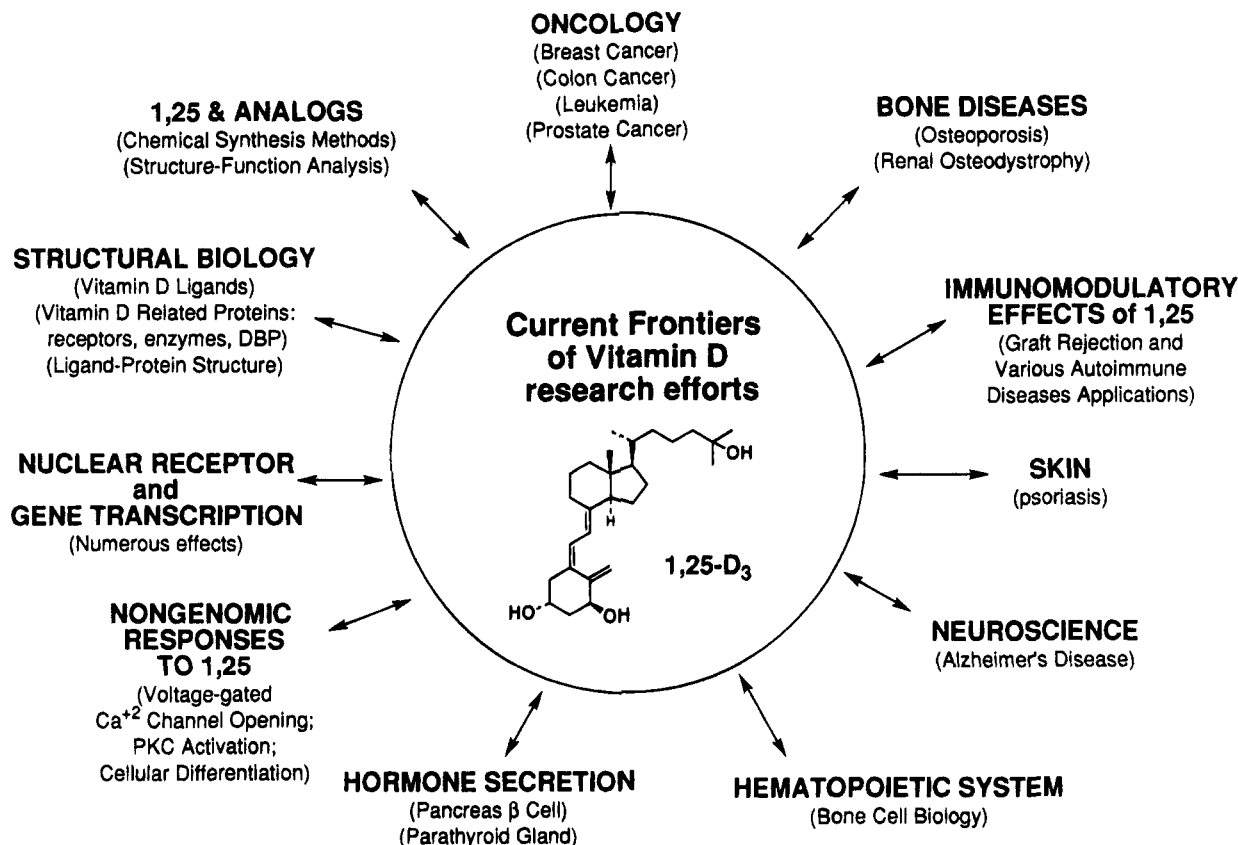 ONCOLOGY
(Breast Cancer)
(Colon Cancer)
(Leukemia)
(Prostate Cancer)
1,25 & ANALOGS
(Chemical Synthesis Methods)
(Structure-Function Analysis)
BONE DISEASES
(Osteoporosis)
(Renal Osteodystrophy)
STRUCTURAL BIOLOGY
(Vitamin D Ligands)
(Vitamin D Related Proteins:
receptors, enzymes, DBP)
(Ligand-Protein Structure)
IMMUNOMODULATORY
EFFECTS of 1,25
(Graft Rejection and
Various Autoimmune
Diseases Applications)
Current Frontiers
of Vitamin D
research efforts
OH
H
1,25-D₃
HO
OH
NUCLEAR RECEPTOR
and
GENE TRANSCRIPTION
(Numerous effects)
SKIN
(psoriasis)
NONGENOMIC
RESPONSES
TO 1,25
(Voltage-gated
Ca⁺² Channel Opening;
PKC Activation;
Cellular Differentiation)
NEUROSCIENCE
(Alzheimer's Disease)
HORMONE SECRETION
(Pancreas β Cell)
(Parathyroid Gland)
HEMATOPOIETIC SYSTEM
(Bone Cell Biology)